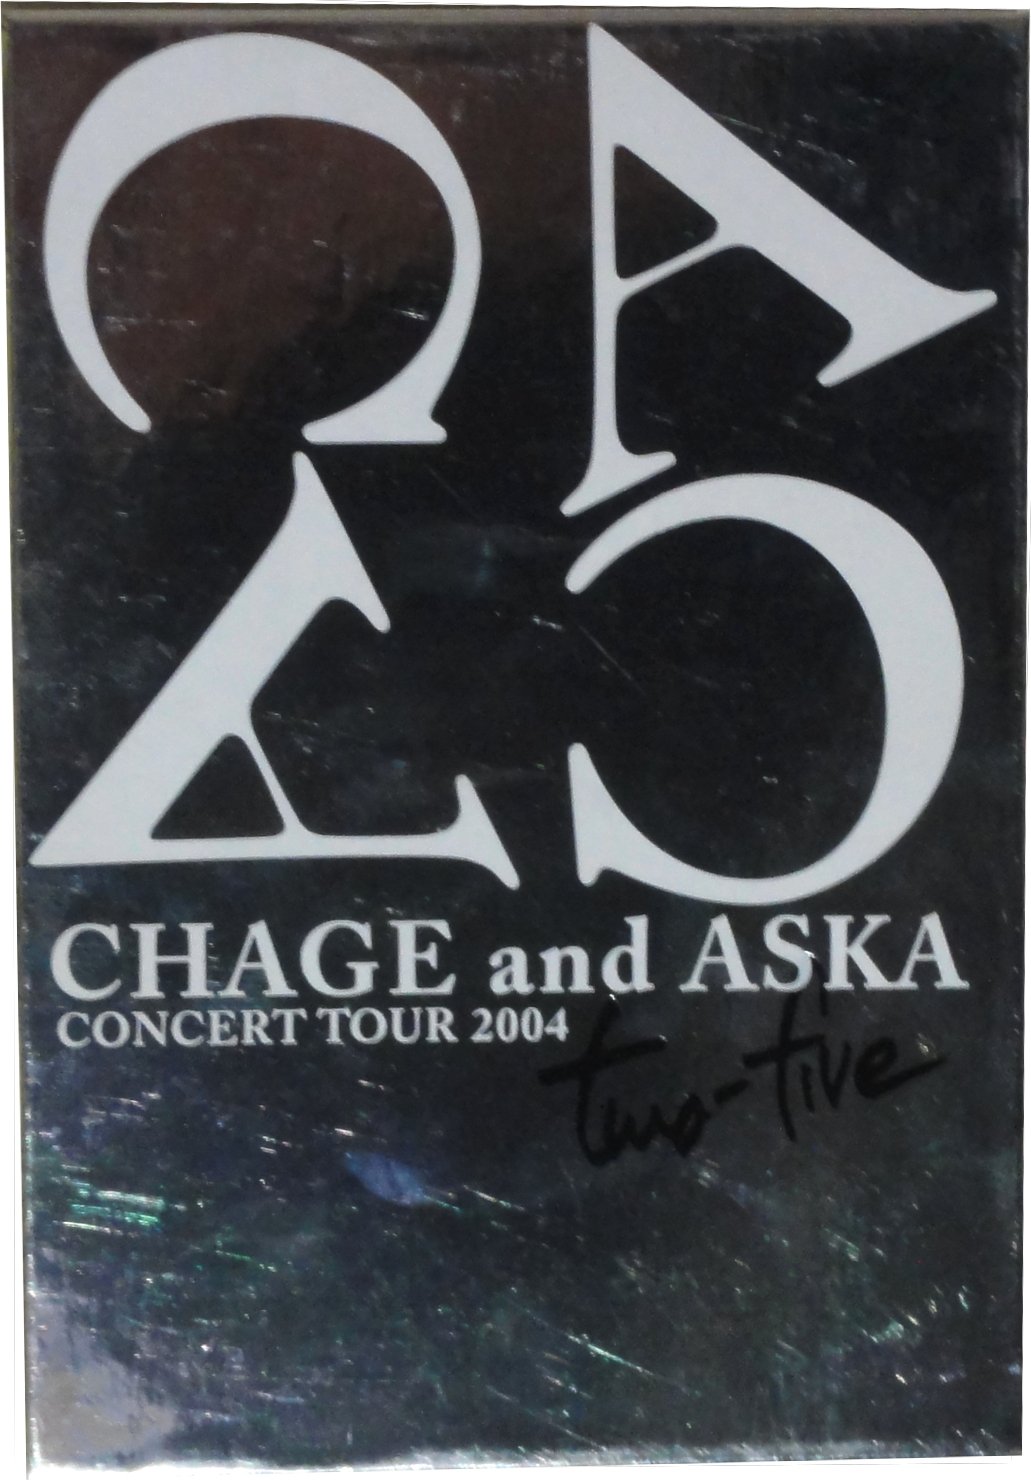 C A
A C
CHAGE and ASKA
CONCERT TOUR 2004
two-five